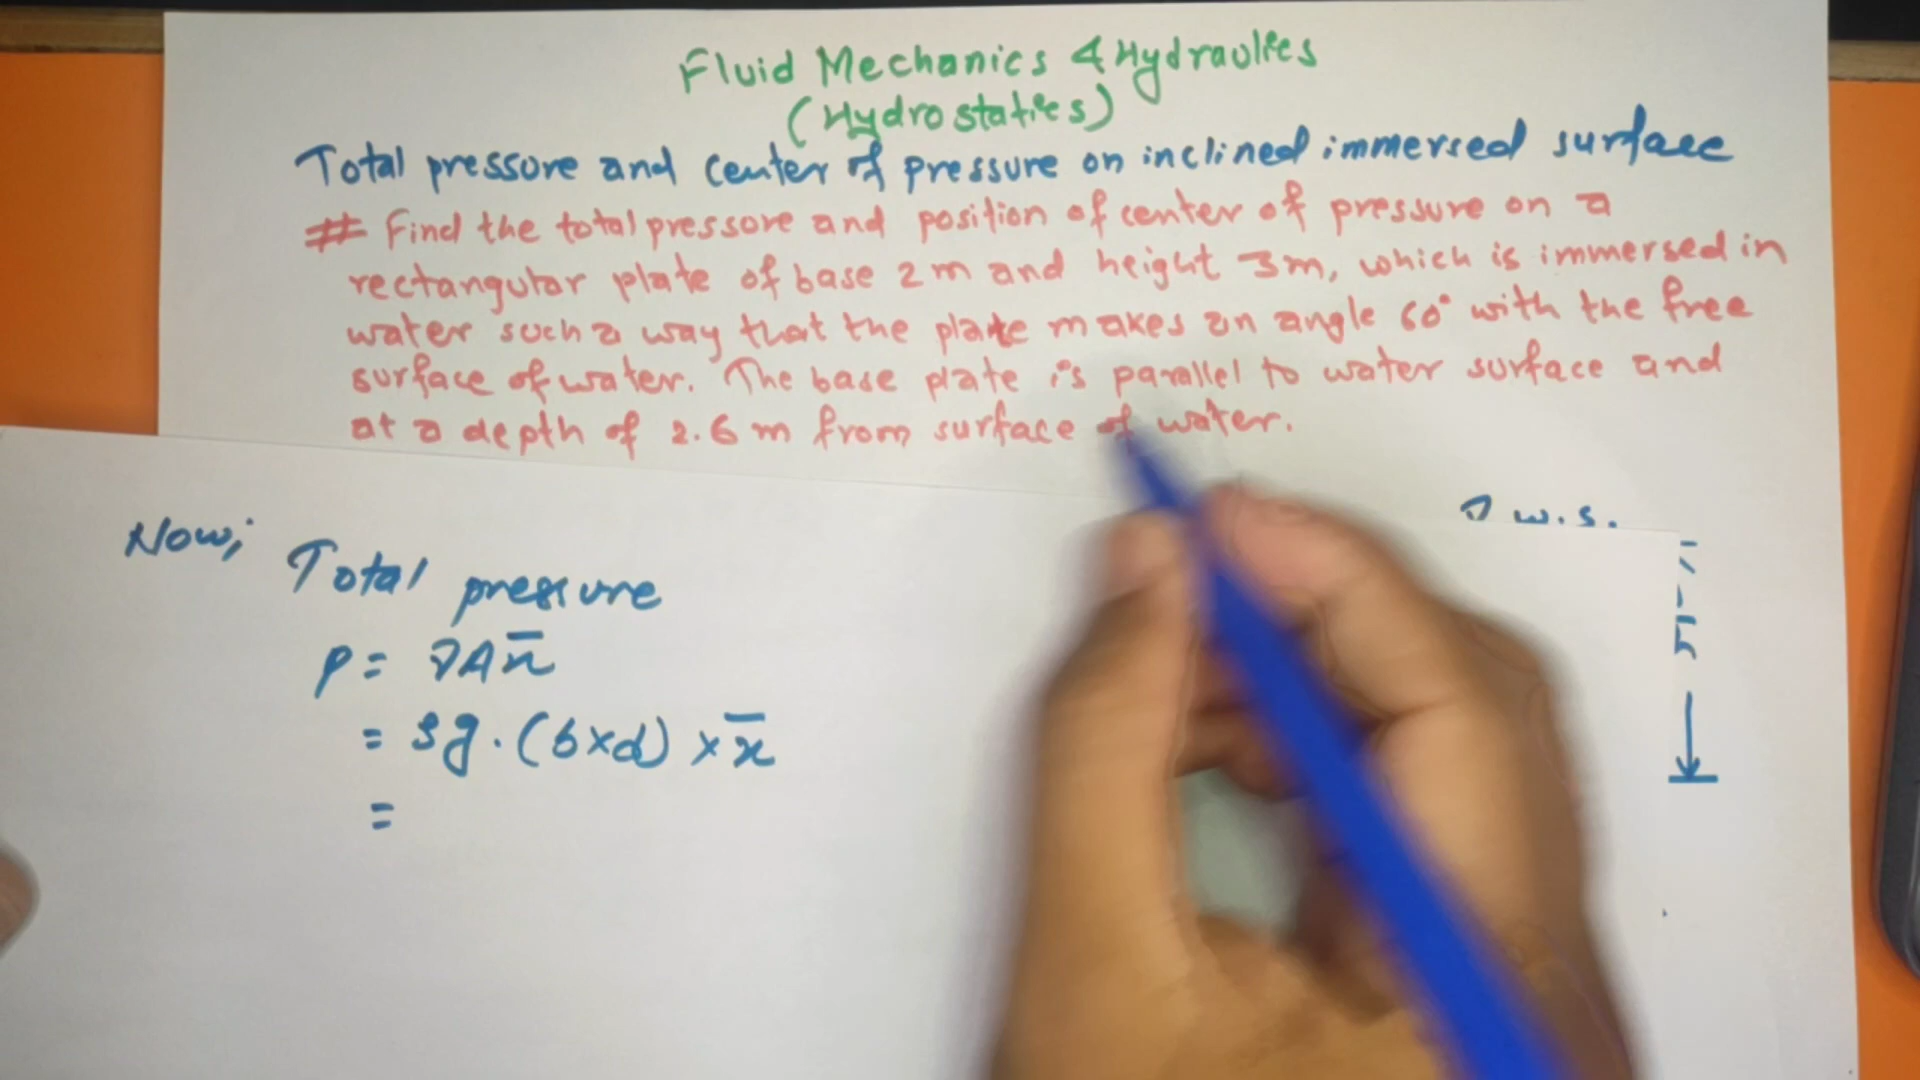 Fluid Mechanics & Hydraulics
(Hydrostatics)
Total pressure and center of pressure on inclined immersed surface
# Find the total pressure and position of center of pressure on a
rectangular plate of base 2m and height 3m, which is immersed in
water such a way that the plate makes an angle 60° with the free
surface of water. The base plate is parallel to water surface and
at a depth of 2.6 m from surface of water.
∇ w.s.
Now;
Total pressure
P = γAx̄
= ρg.(b×d) × x̄
=